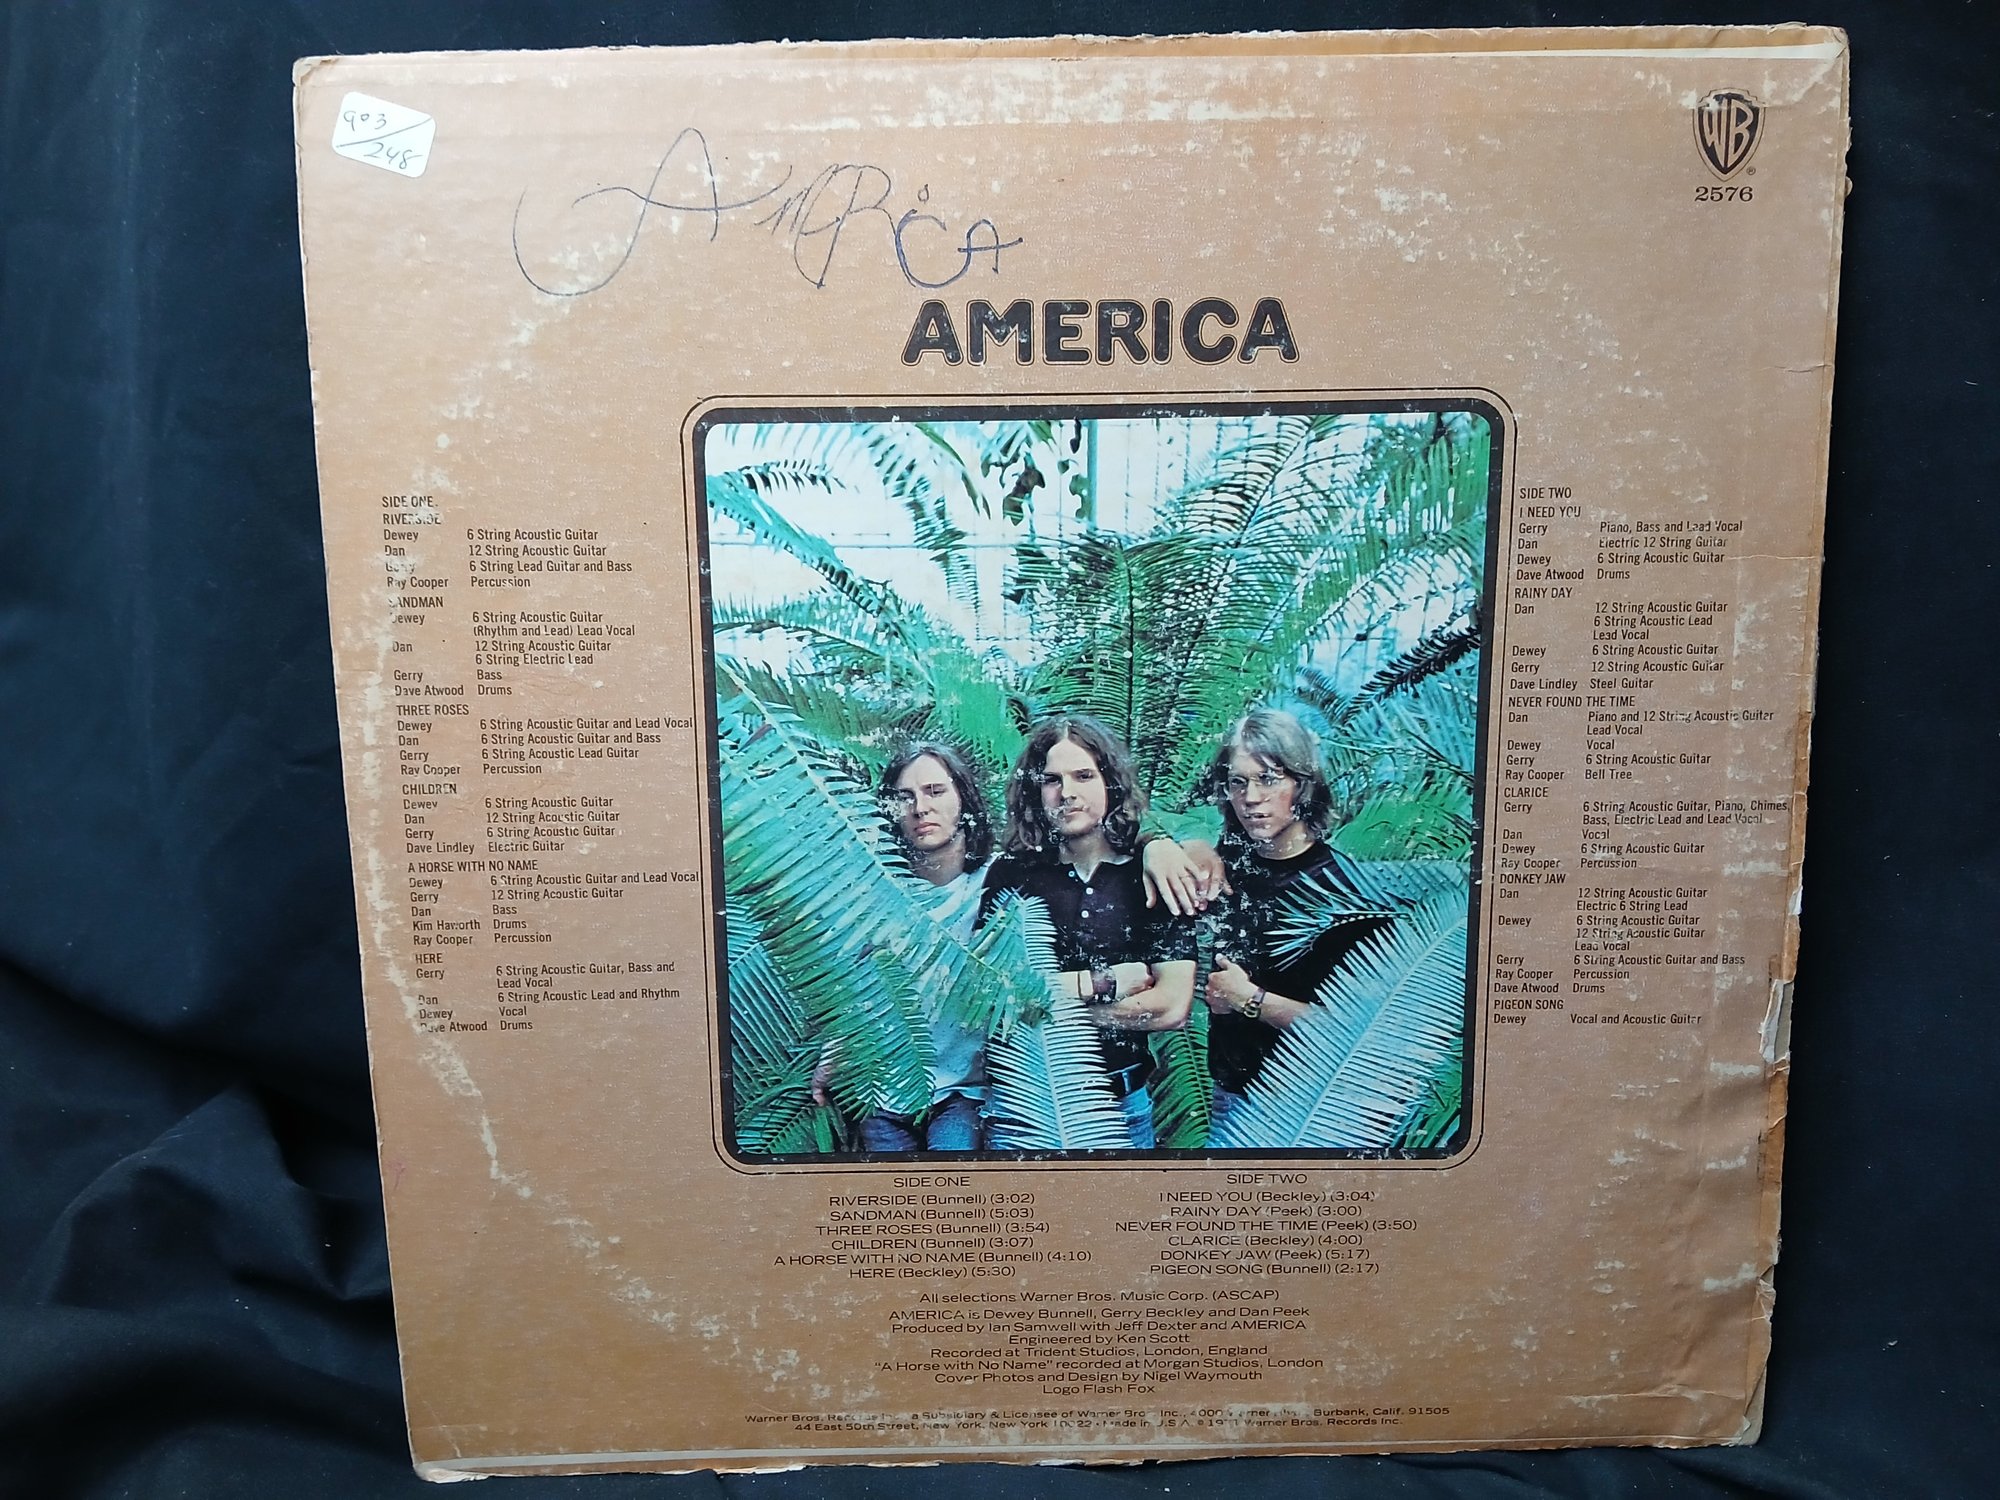 903
/248
AmERiCA
WB
®
2576
AMERICA
SIDE ONE
RIVERSIDE
Dewey 6 String Acoustic Guitar
Dan 12 String Acoustic Guitar
Gerry 6 String Lead Guitar and Bass
Ray Cooper Percussion
SANDMAN
Dewey 6 String Acoustic Guitar
(Rhythm and Lead) Lead Vocal
Dan 12 String Acoustic Guitar
6 String Electric Lead
Gerry Bass
Dave Atwood Drums
THREE ROSES
Dewey 6 String Acoustic Guitar and Lead Vocal
Dan 6 String Acoustic Guitar and Bass
Gerry 6 String Acoustic Lead Guitar
Ray Cooper Percussion
CHILDREN
Dewey 6 String Acoustic Guitar
Dan 12 String Acoustic Guitar
Gerry 6 String Acoustic Guitar
Dave Lindley Electric Guitar
A HORSE WITH NO NAME
Dewey 6 String Acoustic Guitar and Lead Vocal
Gerry 12 String Acoustic Guitar
Dan Bass
Kim Haworth Drums
Ray Cooper Percussion
HERE
Gerry 6 String Acoustic Guitar, Bass and
Lead Vocal
Dan 6 String Acoustic Lead and Rhythm
Dewey Vocal
Dave Atwood Drums
SIDE TWO
I NEED YOU
Gerry Piano, Bass and Lead Vocal
Dan Electric 12 String Guitar
Dewey 6 String Acoustic Guitar
Dave Atwood Drums
RAINY DAY
Dan 12 String Acoustic Guitar
6 String Acoustic Lead
Lead Vocal
Dewey 6 String Acoustic Guitar
Gerry 12 String Acoustic Guitar
Dave Lindley Steel Guitar
NEVER FOUND THE TIME
Dan Piano and 12 String Acoustic Guitar
Lead Vocal
Dewey Vocal
Gerry 6 String Acoustic Guitar
Ray Cooper Bell Tree
CLARICE
Gerry 6 String Acoustic Guitar, Piano, Chimes,
Bass, Electric Lead and Lead Vocal
Dan Vocal
Dewey 6 String Acoustic Guitar
Ray Cooper Percussion
DONKEY JAW
Dan 12 String Acoustic Guitar
Electric 6 String Lead
Dewey 6 String Acoustic Guitar
12 String Acoustic Guitar
Lead Vocal
Gerry 6 String Acoustic Guitar and Bass
Ray Cooper Percussion
Dave Atwood Drums
PIGEON SONG
Dewey Vocal and Acoustic Guitar
SIDE ONE
RIVERSIDE (Bunnell) (3:02)
SANDMAN (Bunnell) (5:03)
THREE ROSES (Bunnell) (3:54)
CHILDREN (Bunnell) (3:07)
A HORSE WITH NO NAME (Bunnell) (4:10)
HERE (Beckley) (5:30)
SIDE TWO
I NEED YOU (Beckley) (3:04)
RAINY DAY (Peek) (3:00)
NEVER FOUND THE TIME (Peek) (3:50)
CLARICE (Beckley) (4:00)
DONKEY JAW (Peek) (5:17)
PIGEON SONG (Bunnell) (2:17)
All selections Warner Bros. Music Corp. (ASCAP)
AMERICA is Dewey Bunnell, Gerry Beckley and Dan Peek
Produced by Ian Samwell with Jeff Dexter and AMERICA
Engineered by Ken Scott
Recorded at Trident Studios, London, England
"A Horse with No Name" recorded at Morgan Studios, London
Cover Photos and Design by Nigel Waymouth
Logo Flash Fox
Warner Bros. Records Inc., a Subsidiary & Licensee of Warner Bros. Inc., 4000 Warner Burbank, Calif. 91505
44 East 50th Street, New York, New York 10022 • Made in U.S.A. Warner Bros. Records Inc.